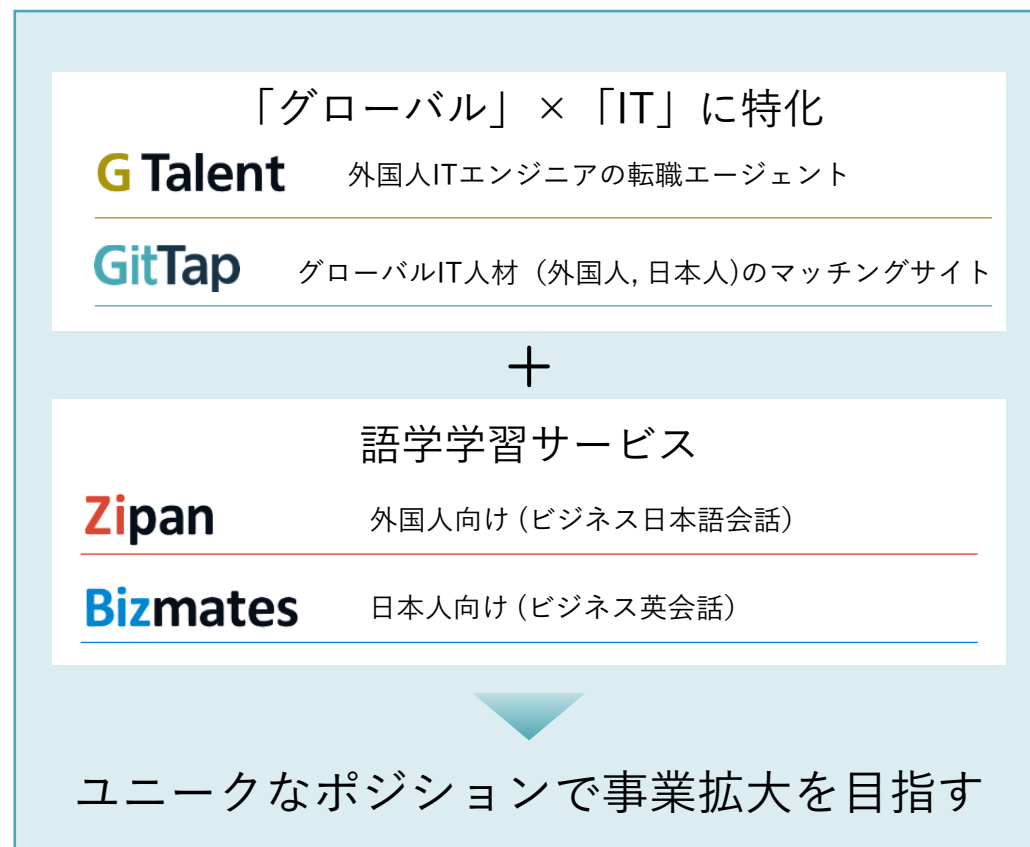 「グローバル」×「IT」に特化
G Talent 外国人ITエンジニアの転職エージェント
GitTap グローバルIT人材（外国人, 日本人)のマッチングサイト
＋
語学学習サービス
Zipan 外国人向け (ビジネス日本語会話）
Bizmates 日本人向け (ビジネス英会話）
ユニークなポジションで事業拡大を目指す